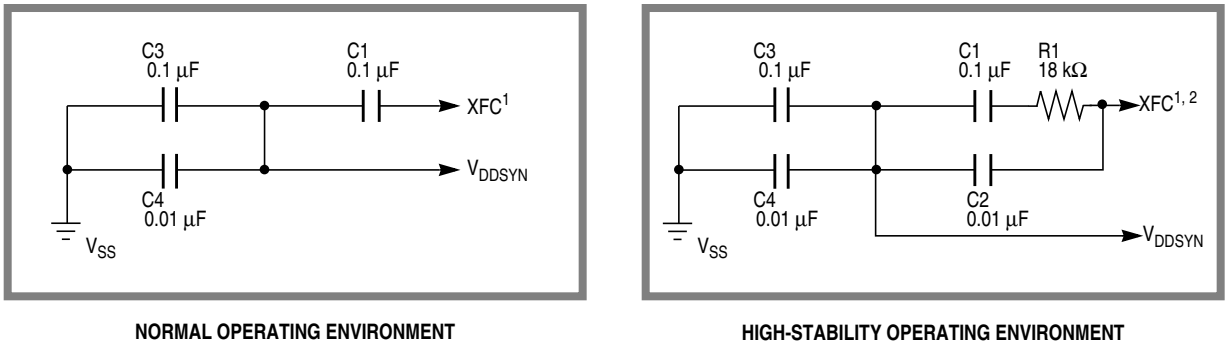 C3
0.1 μF
C1
0.1 μF
XFC1
VDDSYN
C4
0.01 μF
VSS
NORMAL OPERATING ENVIRONMENT
C3
0.1 μF
C1
0.1 μF
R1
18 kΩ
XFC1, 2
C4
0.01 μF
C2
0.01 μF
VDDSYN
VSS
HIGH-STABILITY OPERATING ENVIRONMENT